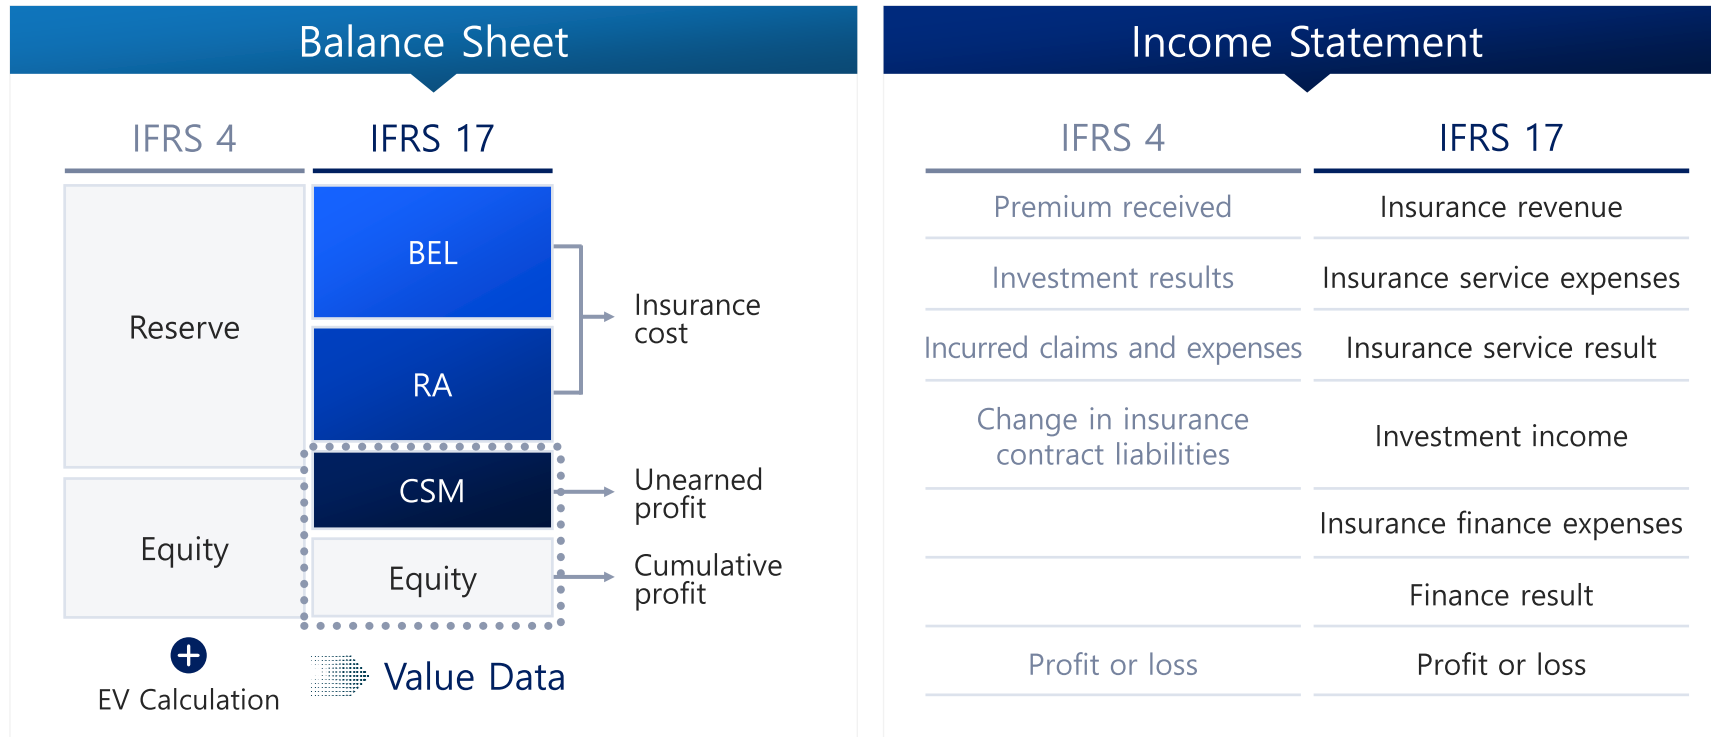 Balance Sheet
IFRS 4
IFRS 17
Reserve
Equity
BEL
RA
CSM
Equity
Insurance
cost
Unearned
profit
Cumulative
profit
EV Calculation
Value Data
Income Statement
IFRS 4
IFRS 17
Premium received
Insurance revenue
Investment results
Insurance service expenses
Incurred claims and expenses
Insurance service result
Change in insurance
contract liabilities
Investment income
Insurance finance expenses
Finance result
Profit or loss
Profit or loss